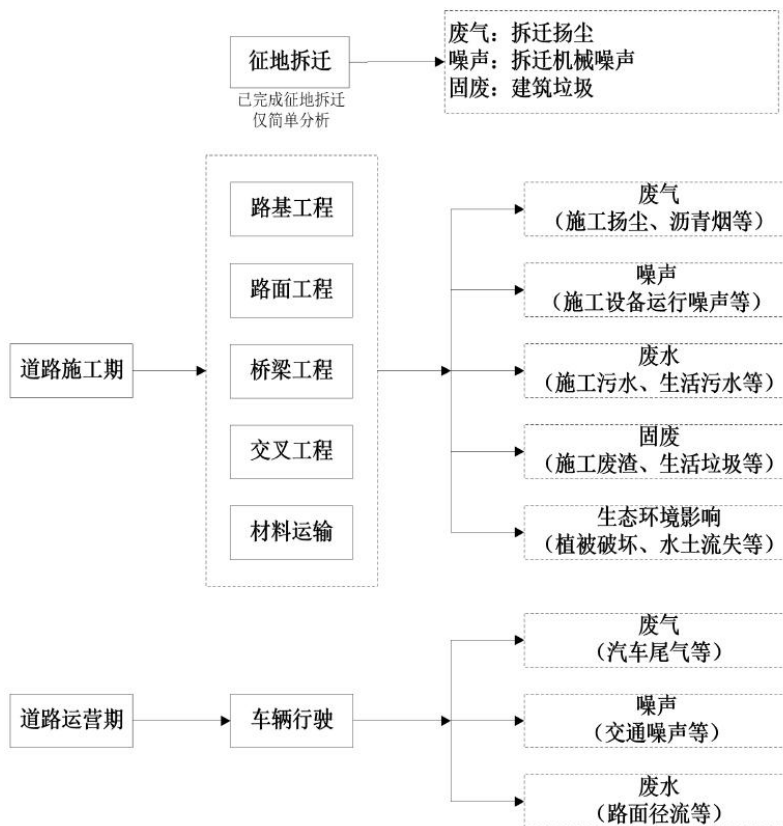 征地拆迁
已完成征地拆迁
仅简单分析
废气：拆迁扬尘
噪声：拆迁机械噪声
固废：建筑垃圾
道路施工期
路基工程
路面工程
桥梁工程
交叉工程
材料运输
废气
（施工扬尘、沥青烟等）
噪声
（施工设备运行噪声等）
废水
（施工污水、生活污水等）
固废
（施工废渣、生活垃圾等）
生态环境影响
（植被破坏、水土流失等）
道路运营期
车辆行驶
废气
（汽车尾气等）
噪声
（交通噪声等）
废水
（路面径流等）